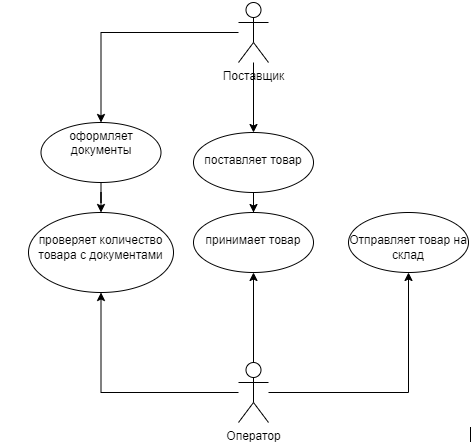 Поставщик
оформляет
документы
поставляет товар
проверяет количество
товара с документами
принимает товар
Отправляет товар на
склад
Оператор